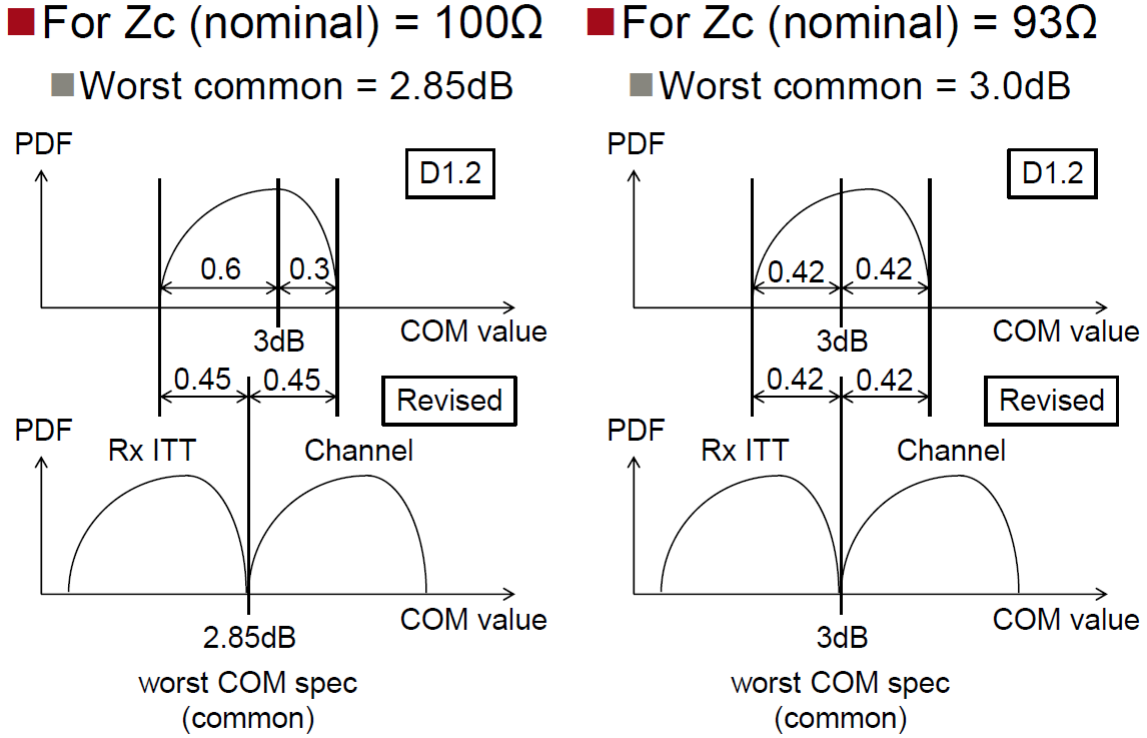 For Zc (nominal) = 100Ω
Worst common = 2.85dB
PDF
D1.2
0.6
0.3
COM value
3dB
0.45
0.45
Revised
PDF
Rx ITT
Channel
COM value
2.85dB
worst COM spec
(common)
For Zc (nominal) = 93Ω
Worst common = 3.0dB
PDF
D1.2
0.42
0.42
COM value
3dB
0.42
0.42
Revised
PDF
Rx ITT
Channel
COM value
3dB
worst COM spec
(common)